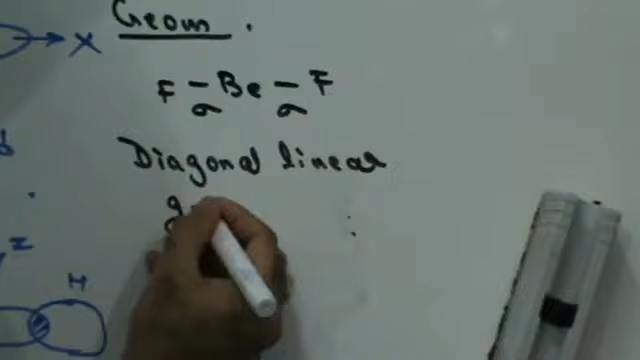 Geom.
X
F - Be - F
σ σ
Diagonal linear
g
Z
H